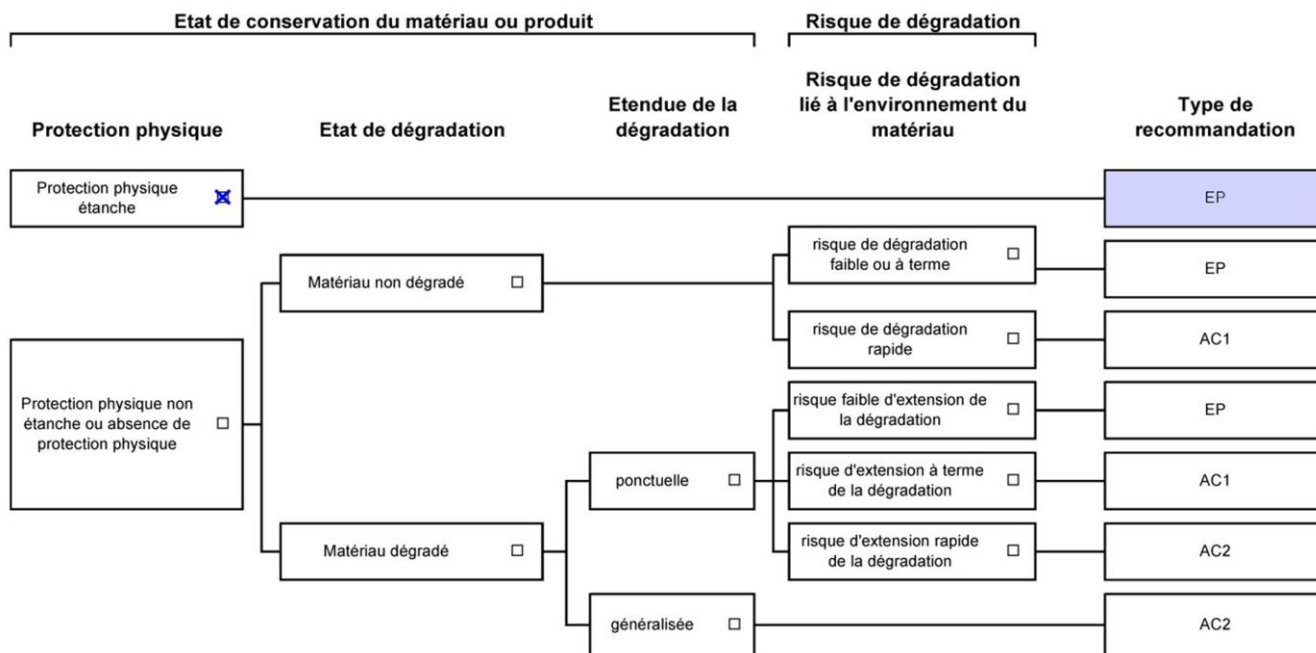 Etat de conservation du matériau ou produit
Risque de dégradation
Protection physique
Etat de dégradation
Etendue de la
dégradation
Risque de dégradation
lié à l'environnement du
matériau
Type de
recommandation
Protection physique
étanche
EP
Protection physique non
étanche ou absence de
protection physique
Matériau non dégradé
risque de dégradation
faible ou à terme
EP
risque de dégradation
rapide
AC1
Matériau dégradé
ponctuelle
risque faible d'extension de
la dégradation
EP
risque d'extension à terme
de la dégradation
AC1
risque d'extension rapide
de la dégradation
AC2
généralisée
AC2